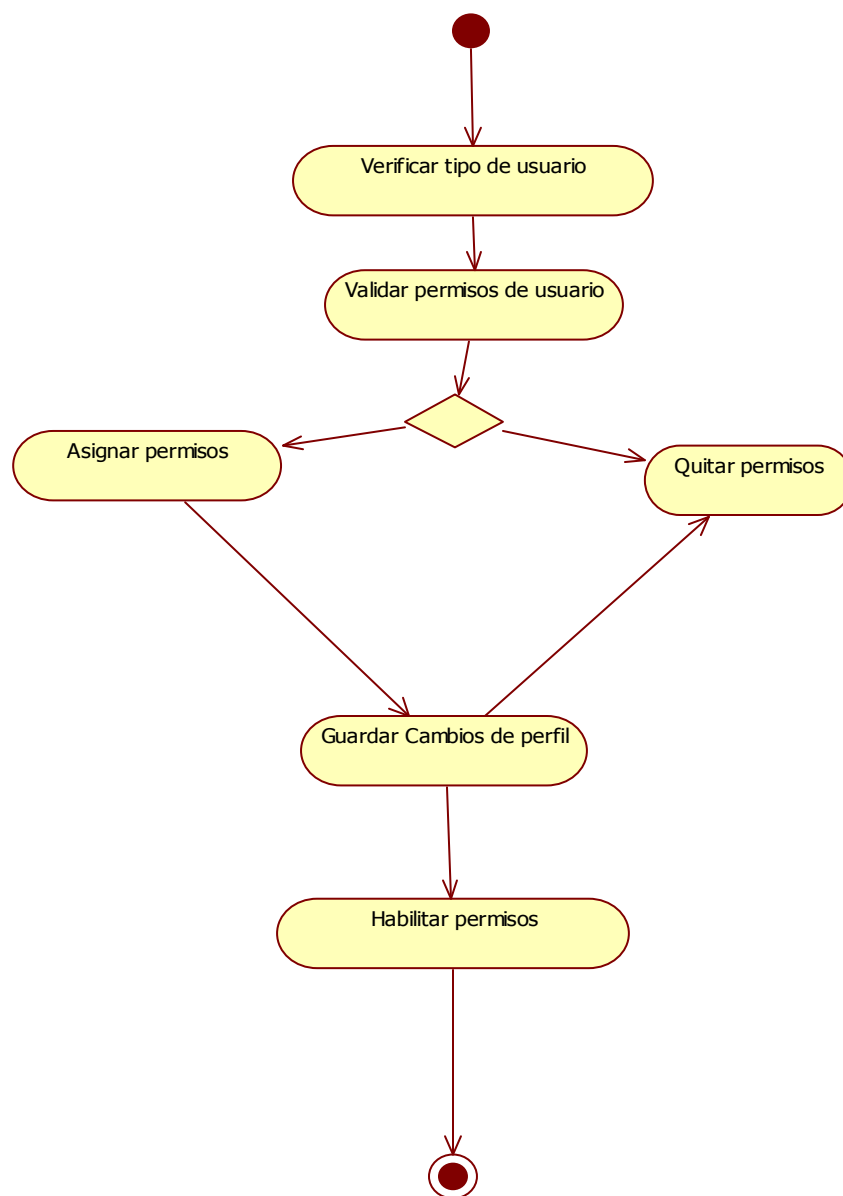 Verificar tipo de usuario
Validar permisos de usuario
Asignar permisos
Quitar permisos
Guardar Cambios de perfil
Habilitar permisos